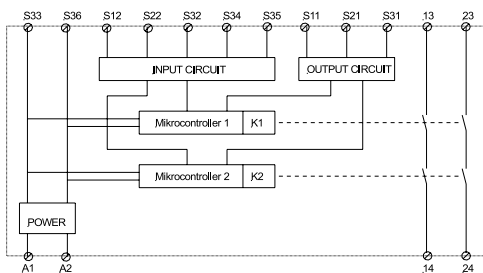 S33 S36 S12 S22 S32 S34 S35 S11 S21 S31 13 23
INPUT CIRCUIT OUTPUT CIRCUIT
Mikrocontroller 1 K1
Mikrocontroller 2 K2
POWER
A1 A2 14 24